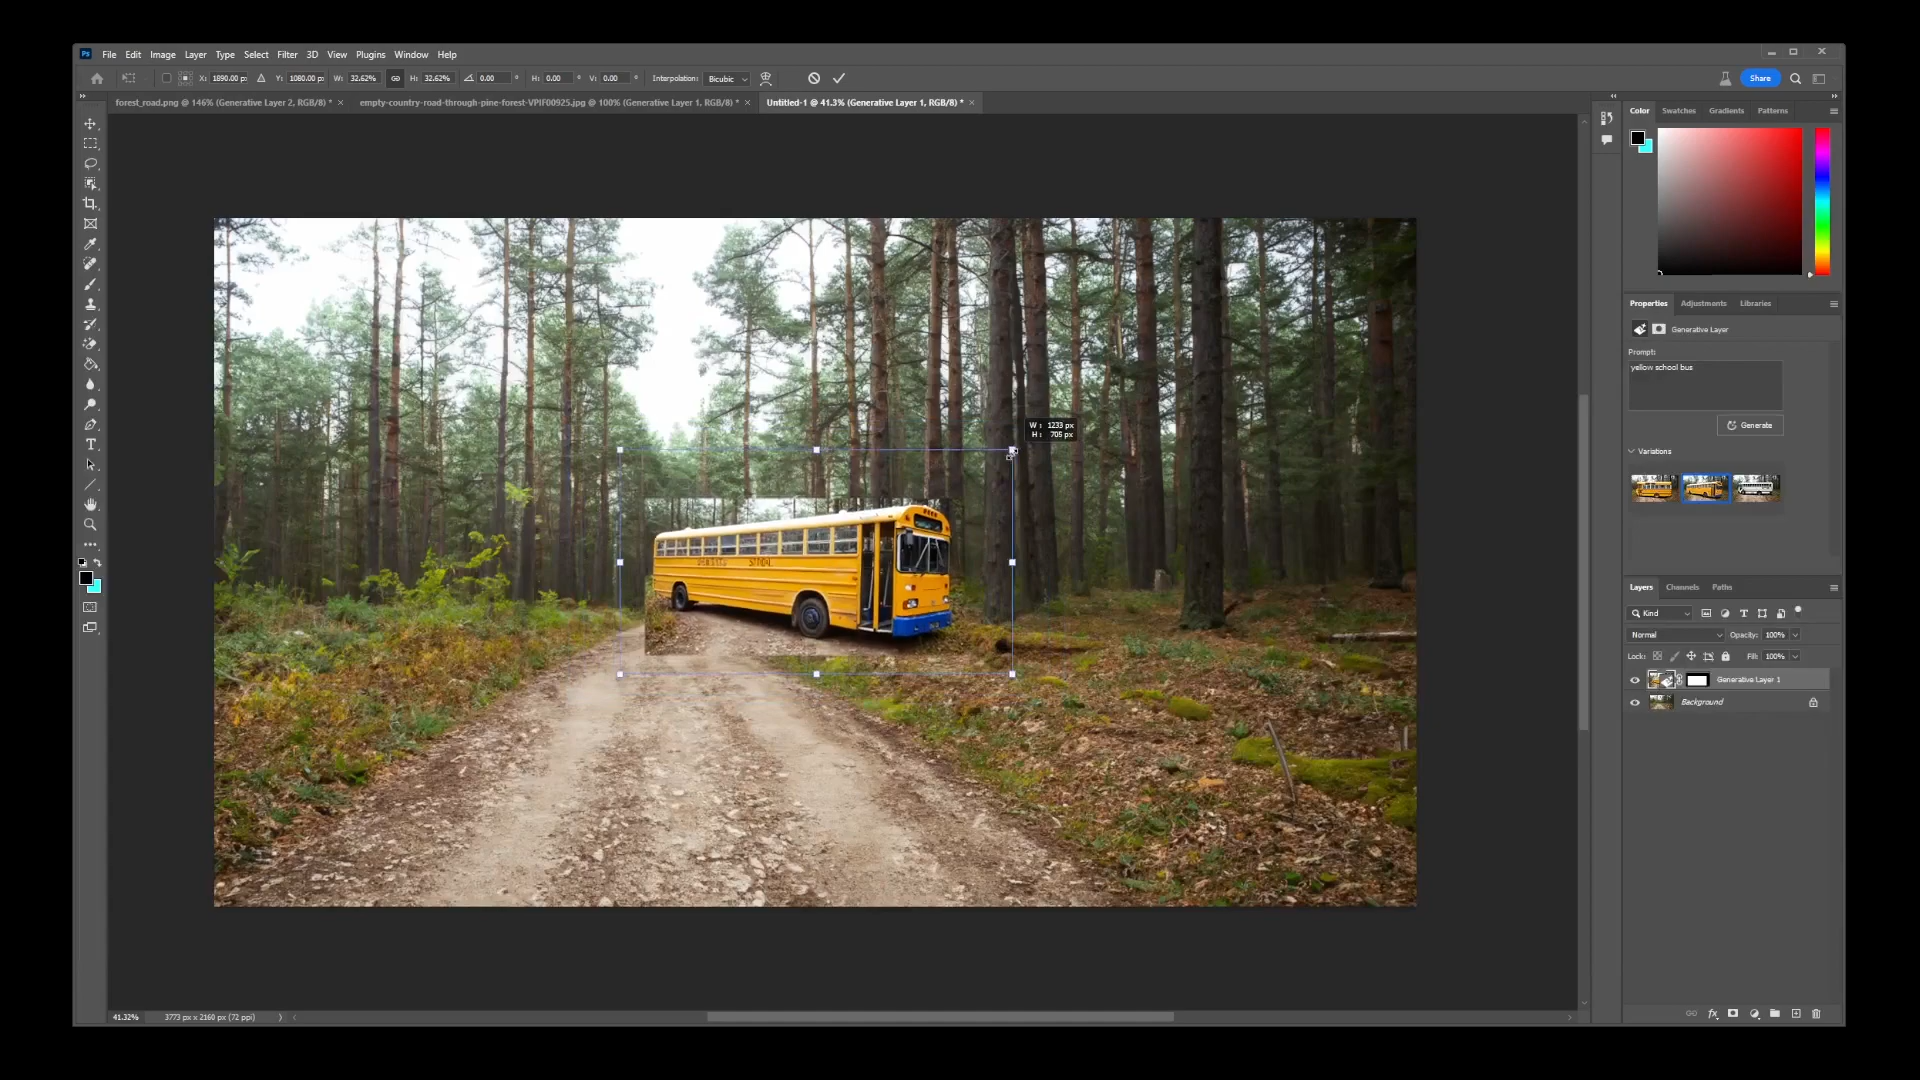 Ps File Edit Image Layer Type Select Filter 3D View Plugins Window Help
X: 1890.00 px Y: 1080.00 px W: 32.62% H: 32.62% 0.00 ° H: 0.00 ° V: 0.00 ° Interpolation: Bicubic Share
forest_road.png @ 146% (Generative Layer 2, RGB/8) * × empty-country-road-through-pine-forest-VPIF00925.jpg @ 100% (Generative Layer 1, RGB/8) * × Untitled-1 @ 41.3% (Generative Layer 1, RGB/8) * ×
Color Swatches Gradients Patterns
Properties Adjustments Libraries
Generative Layer
Prompt:
yellow school bus
Generate
Variations
W : 1233 px
H : 705 px
Layers Channels Paths
Kind
Normal Opacity: 100%
Lock: Fill: 100%
Generative Layer 1
Background
41.32% 3773 px x 2160 px (72 ppi)